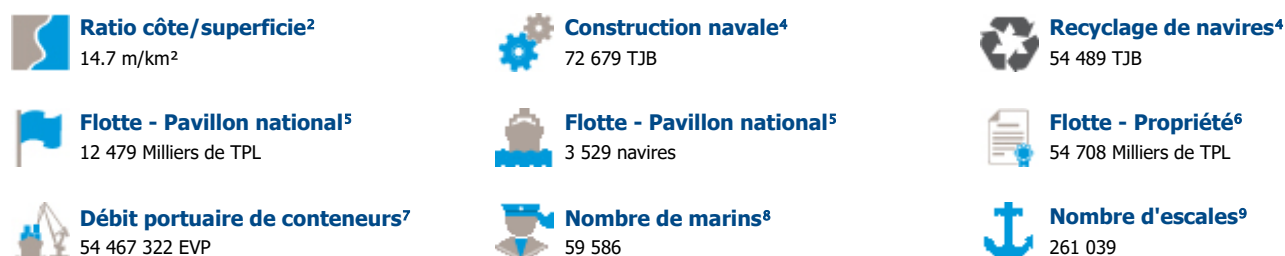 Ratio côte/superficie²
14.7 m/km²
Construction navale⁴
72 679 TJB
Recyclage de navires⁴
54 489 TJB
Flotte - Pavillon national⁵
12 479 Milliers de TPL
Flotte - Pavillon national⁵
3 529 navires
Flotte - Propriété⁶
54 708 Milliers de TPL
Débit portuaire de conteneurs⁷
54 467 322 EVP
Nombre de marins⁸
59 586
Nombre d'escales⁹
261 039